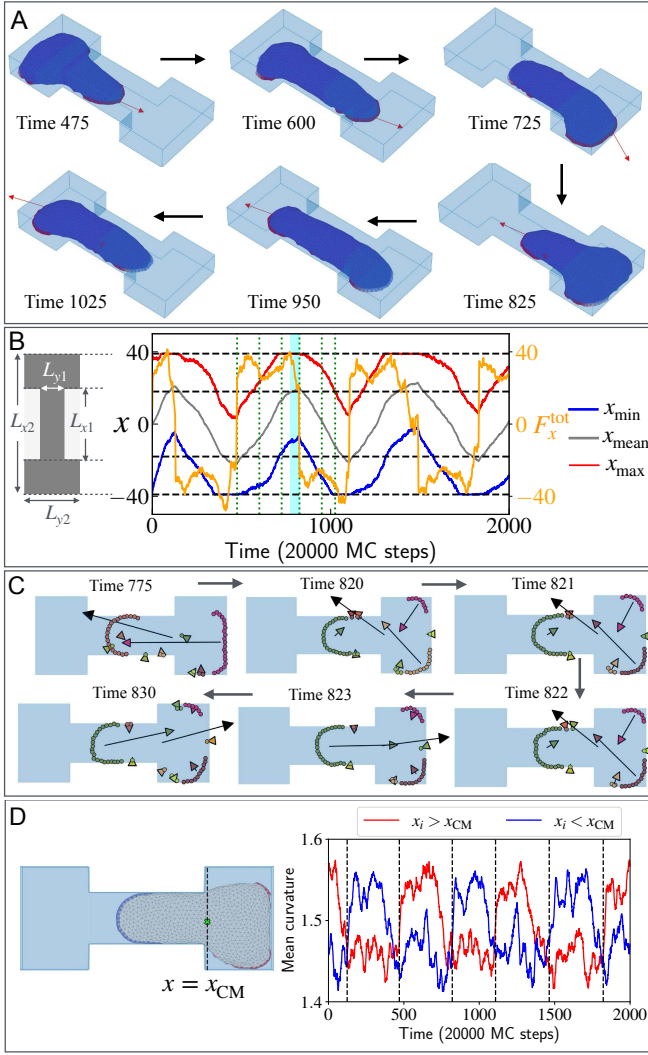 A
Time 475
Time 600
Time 725
Time 1025
Time 950
Time 825
B
L_y1
L_x2
L_x1
L_y2
x
40
0
−40
0
1000
2000
Time (20000 MC steps)
40
0
−40
F_x^tot
x_min
x_mean
x_max
C
Time 775
Time 820
Time 821
Time 830
Time 823
Time 822
D
x = x_CM
x_i > x_CM
x_i < x_CM
Mean curvature
1.6
1.5
1.4
0
500
1000
1500
2000
Time (20000 MC steps)